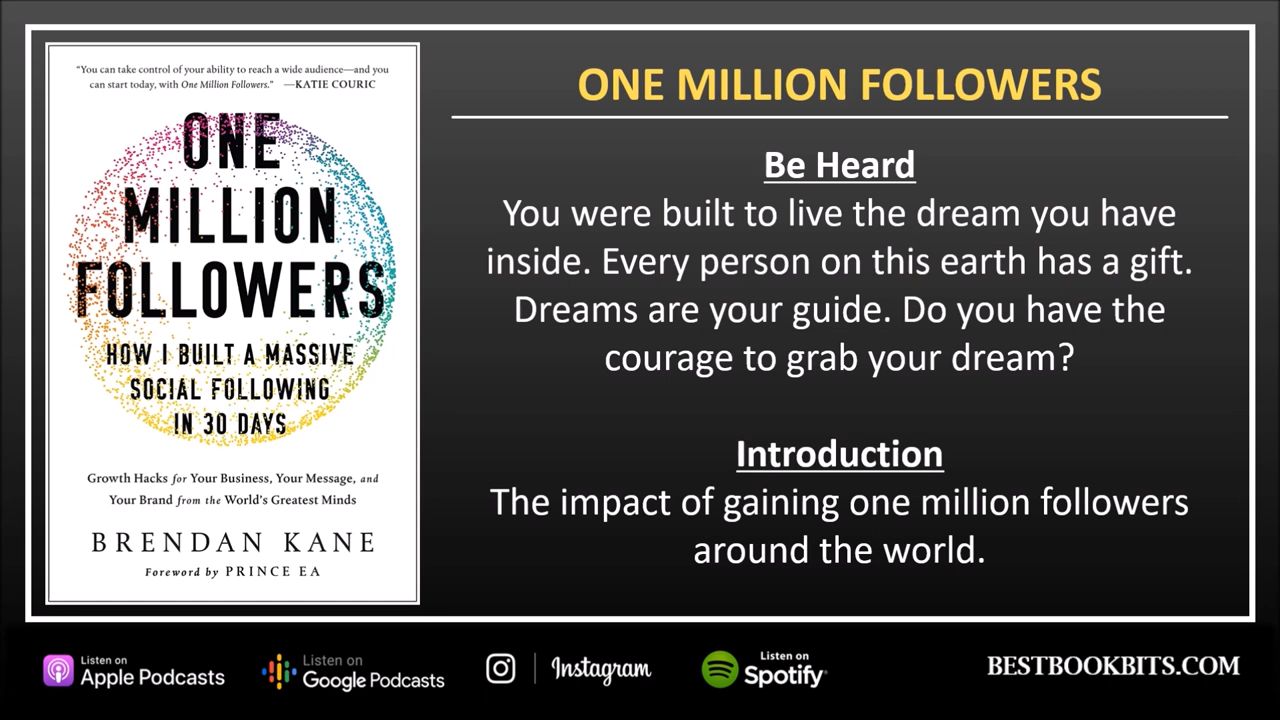 “You can take control of your ability to reach a wide audience—and you
can start today, with One Million Followers.” —KATIE COURIC
ONE
MILLION
FOLLOWERS
HOW I BUILT A MASSIVE
SOCIAL FOLLOWING
IN 30 DAYS
Growth Hacks for Your Business, Your Message, and
Your Brand from the World’s Greatest Minds
BRENDAN KANE
Foreword by PRINCE EA
ONE MILLION FOLLOWERS
Be Heard
You were built to live the dream you have
inside. Every person on this earth has a gift.
Dreams are your guide. Do you have the
courage to grab your dream?
Introduction
The impact of gaining one million followers
around the world.
Listen on
Apple Podcasts
Listen on
Google Podcasts
Instagram
Listen on
Spotify
BESTBOOKBITS.COM